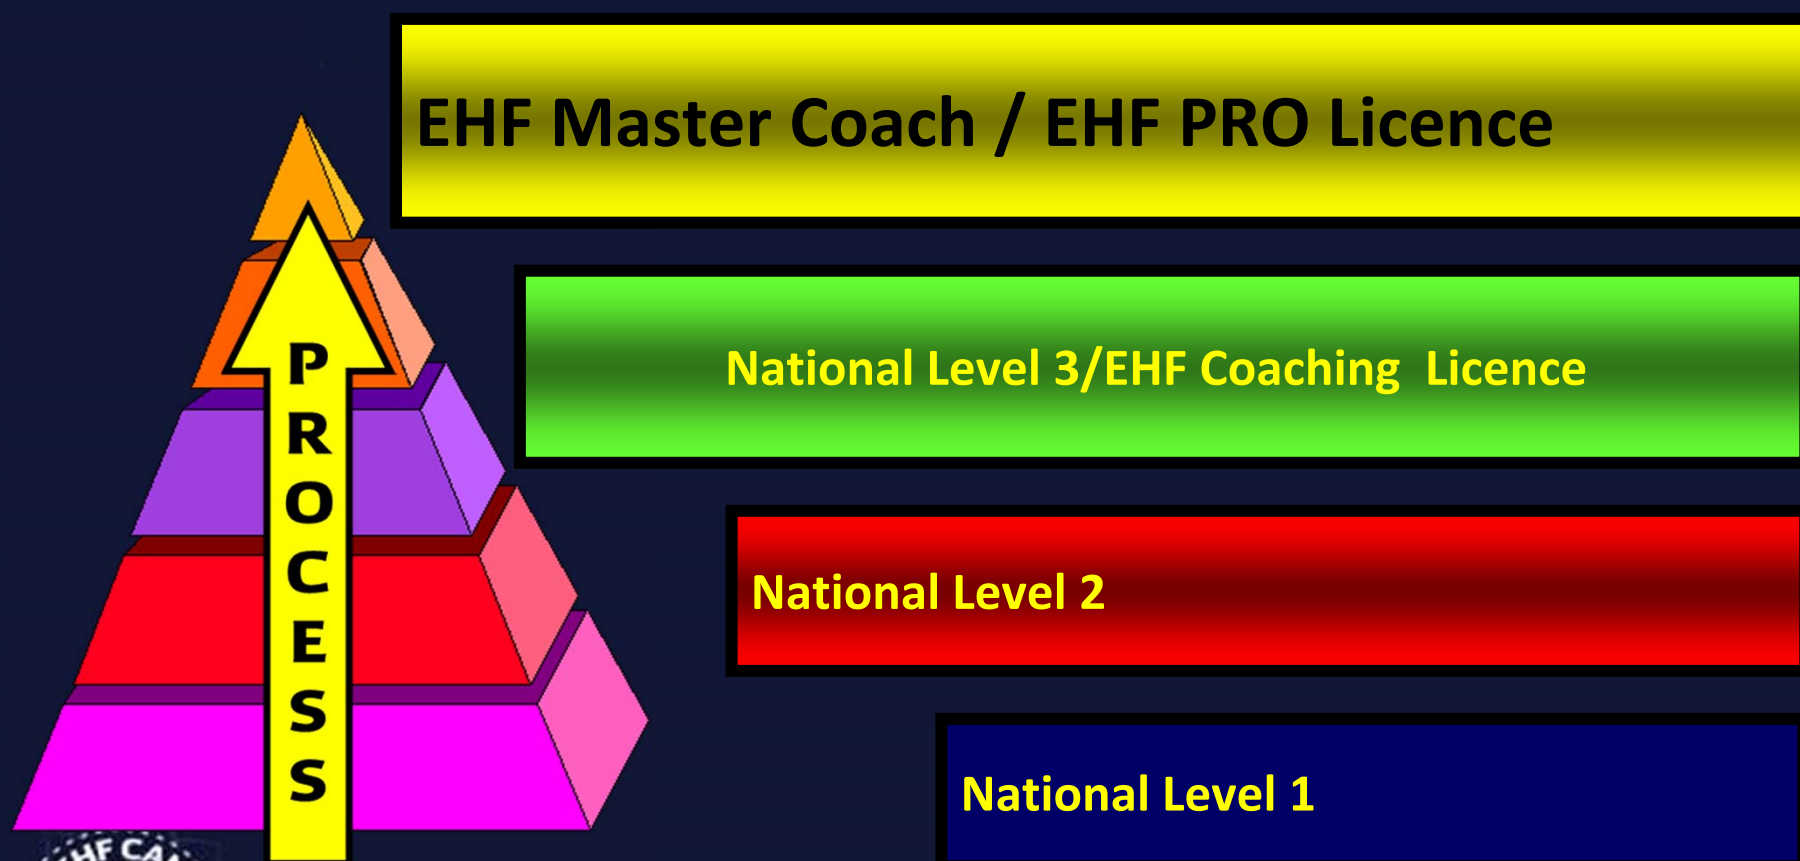 EHF Master Coach / EHF PRO Licence
National Level 3/EHF Coaching  Licence
National Level 2
National Level 1
PROCESS